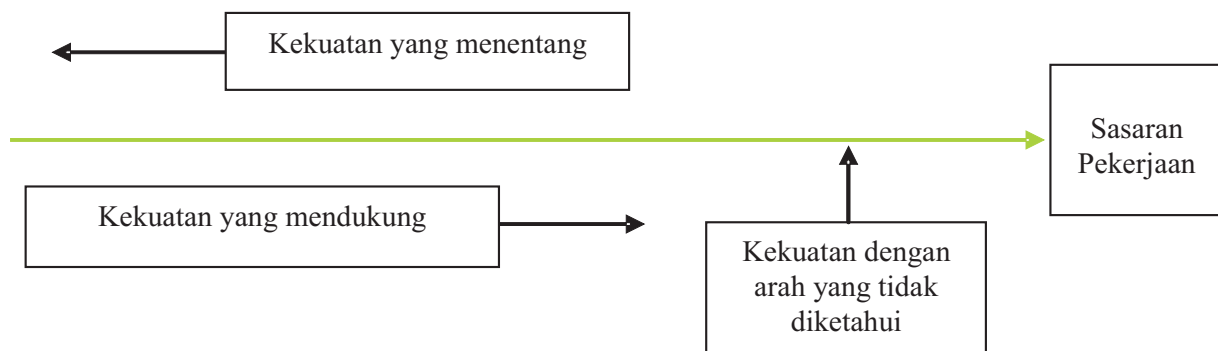 Kekuatan yang menentang
Sasaran
Pekerjaan
Kekuatan yang mendukung
Kekuatan dengan
arah yang tidak
diketahui